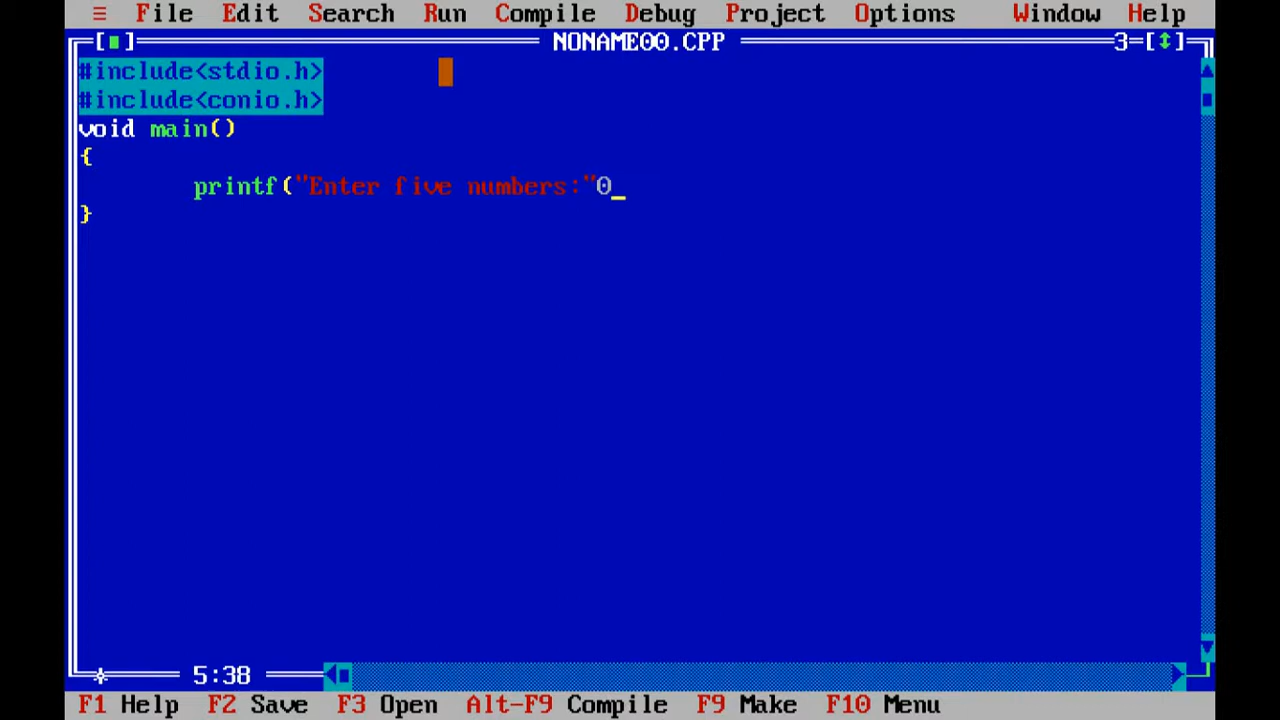 ≡ File Edit Search Run Compile Debug Project Options Window Help
[■] NONAME00.CPP 3=[↕]
#include<stdio.h>
#include<conio.h>
void main()
{
printf("Enter five numbers:"0_
}
5:38
F1 Help F2 Save F3 Open Alt-F9 Compile F9 Make F10 Menu